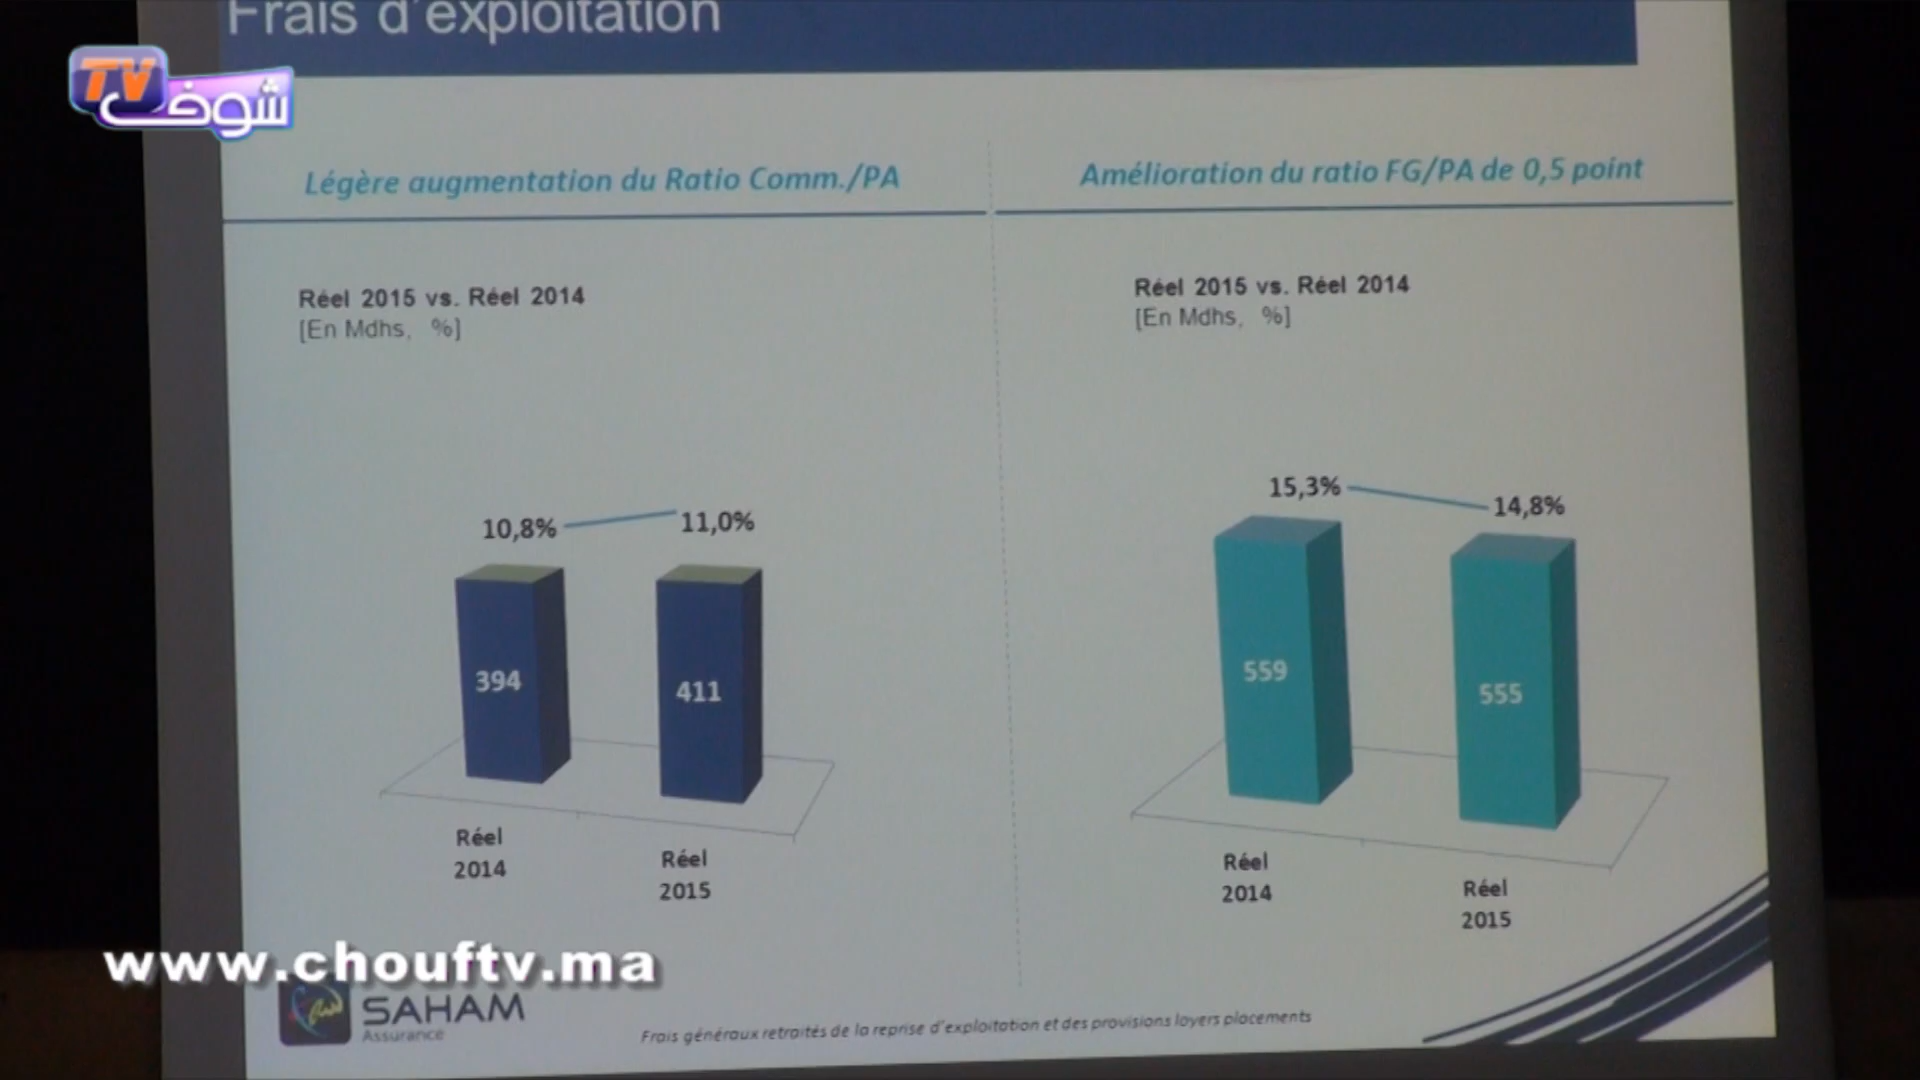 Frais d'exploitation
TV شوف
Légère augmentation du Ratio Comm./PA
Réel 2015 vs. Réel 2014
[En Mdhs, %]
10,8%
11,0%
394
411
Réel
2014
Réel
2015
Amélioration du ratio FG/PA de 0,5 point
Réel 2015 vs. Réel 2014
[En Mdhs, %]
15,3%
14,8%
559
555
Réel
2014
Réel
2015
www.chouftv.ma
SAHAM
Assurance
Frais généraux retraités de la reprise d'exploitation et des provisions loyers placements